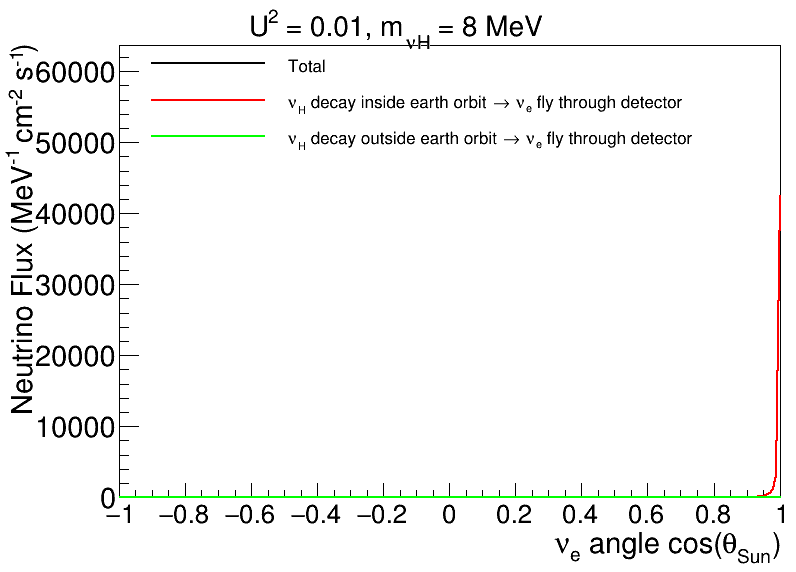 U² = 0.01, m_νH = 8 MeV
Neutrino Flux (MeV⁻¹ cm⁻² s⁻¹)
Total
ν_H decay inside earth orbit → ν_e fly through detector
ν_H decay outside earth orbit → ν_e fly through detector
60000
50000
40000
30000
20000
10000
0
−1 −0.8 −0.6 −0.4 −0.2 0 0.2 0.4 0.6 0.8 1
ν_e angle cos(θ_Sun)